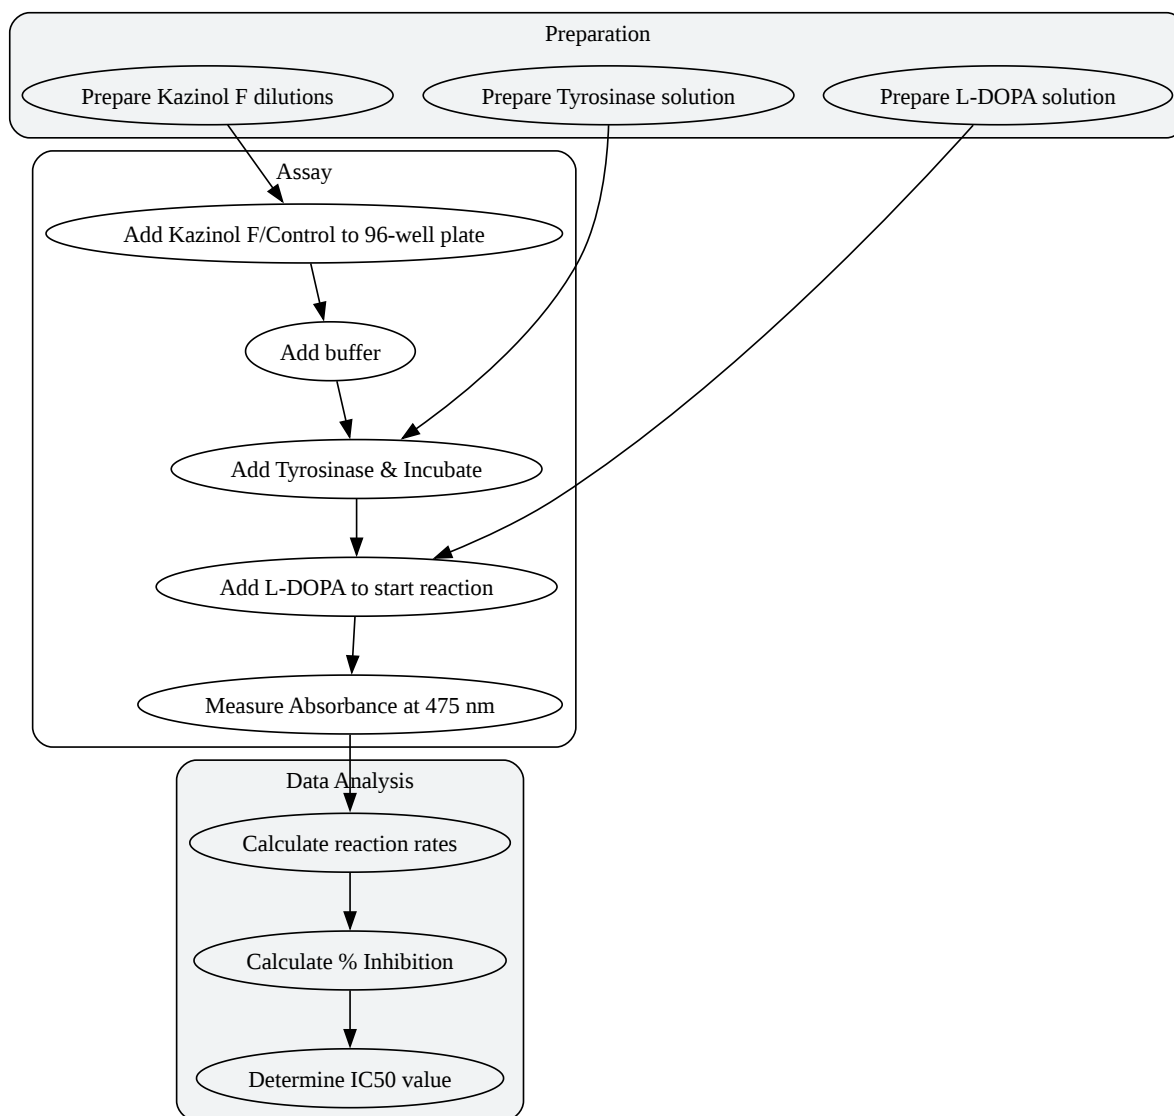 Preparation
Prepare Kazinol F dilutions
Prepare Tyrosinase solution
Prepare L-DOPA solution
Assay
Add Kazinol F/Control to 96-well plate
Add buffer
Add Tyrosinase & Incubate
Add L-DOPA to start reaction
Measure Absorbance at 475 nm
Data Analysis
Calculate reaction rates
Calculate % Inhibition
Determine IC50 value